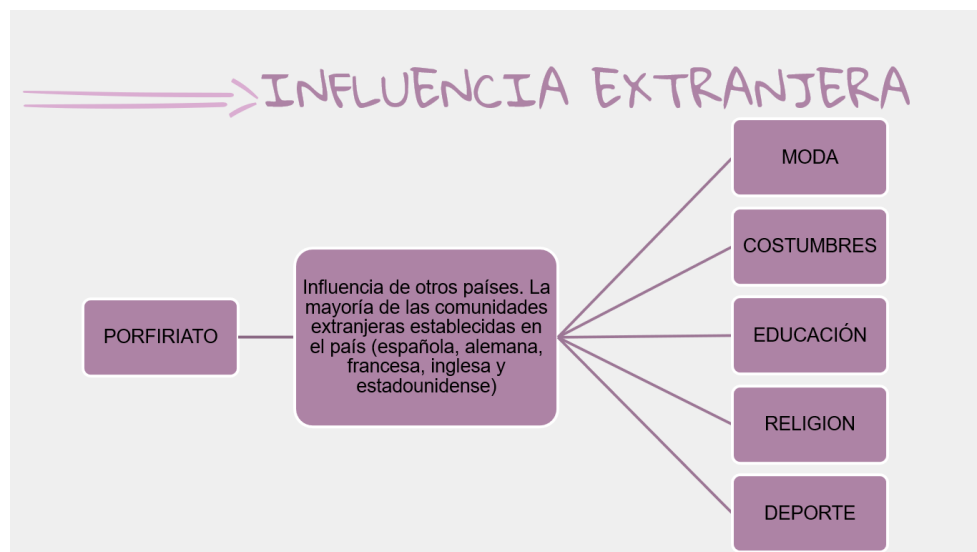 INFLUENCIA EXTRANJERA
PORFIRIATO
Influencia de otros países. La
mayoría de las comunidades
extranjeras establecidas en
el país (española, alemana,
francesa, inglesa y
estadounidense)
MODA
COSTUMBRES
EDUCACIÓN
RELIGION
DEPORTE